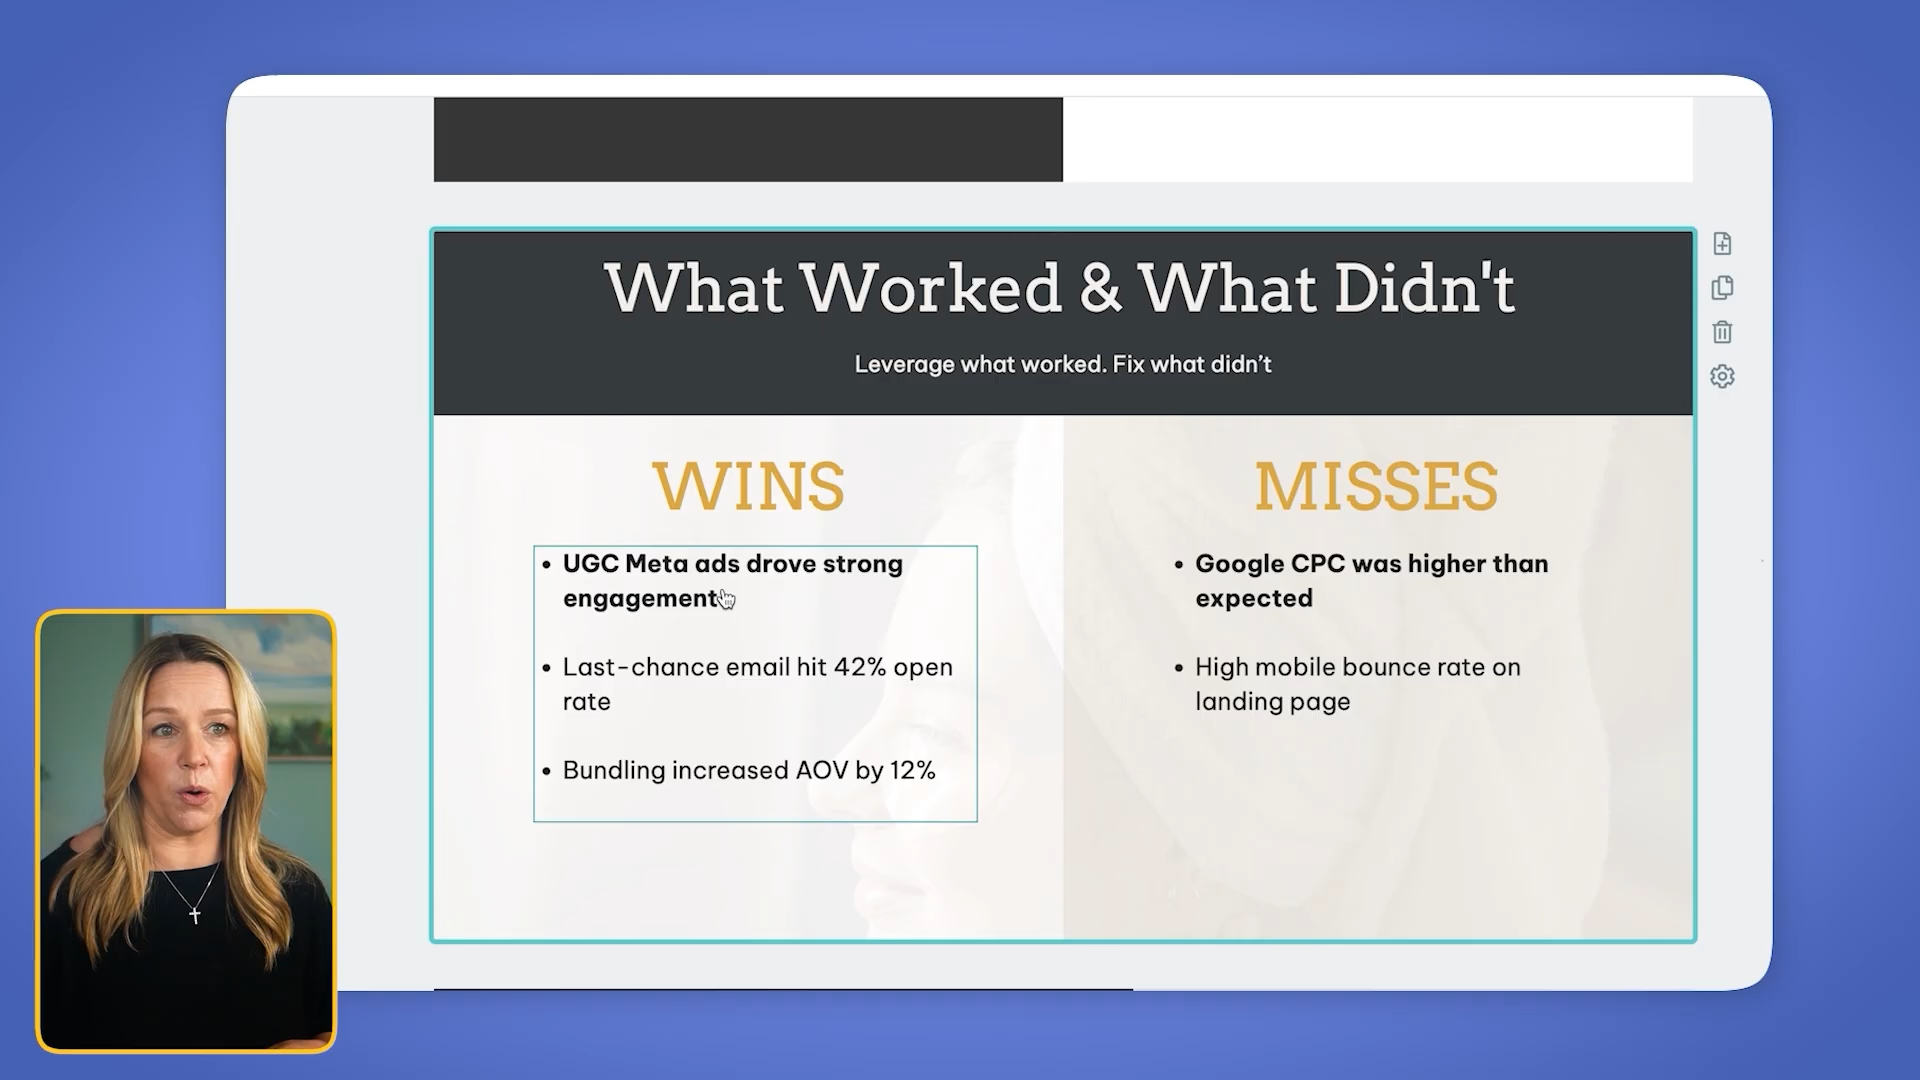 What Worked & What Didn't
Leverage what worked. Fix what didn’t
WINS
• UGC Meta ads drove strong
engagement
• Last-chance email hit 42% open
rate
• Bundling increased AOV by 12%
MISSES
• Google CPC was higher than
expected
• High mobile bounce rate on
landing page